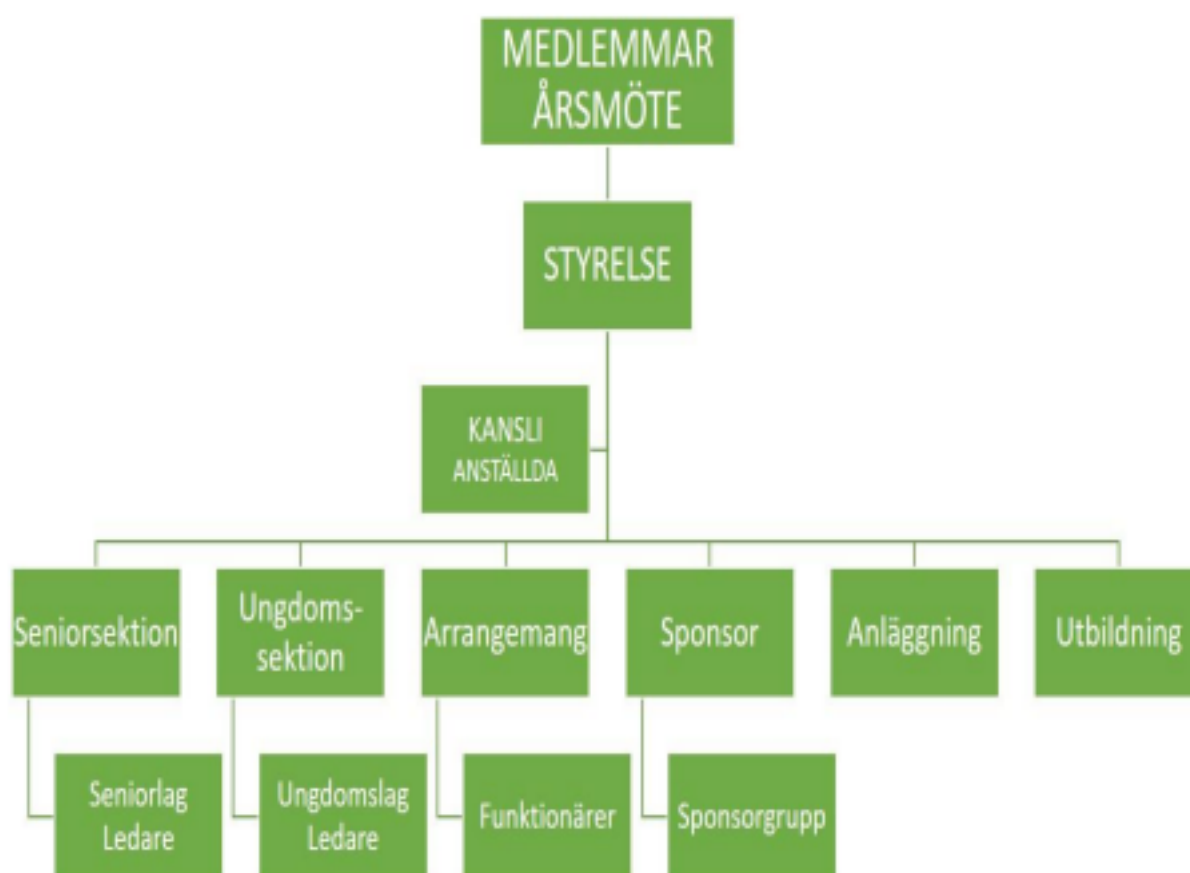 MEDLEMMAR
ÅRSMÖTE
STYRELSE
KANSLI
ANSTÄLLDA
Seniorsektion
Ungdoms-
sektion
Arrangemang
Sponsor
Anläggning
Utbildning
Seniorlag
Ledare
Ungdomslag
Ledare
Funktionärer
Sponsorgrupp